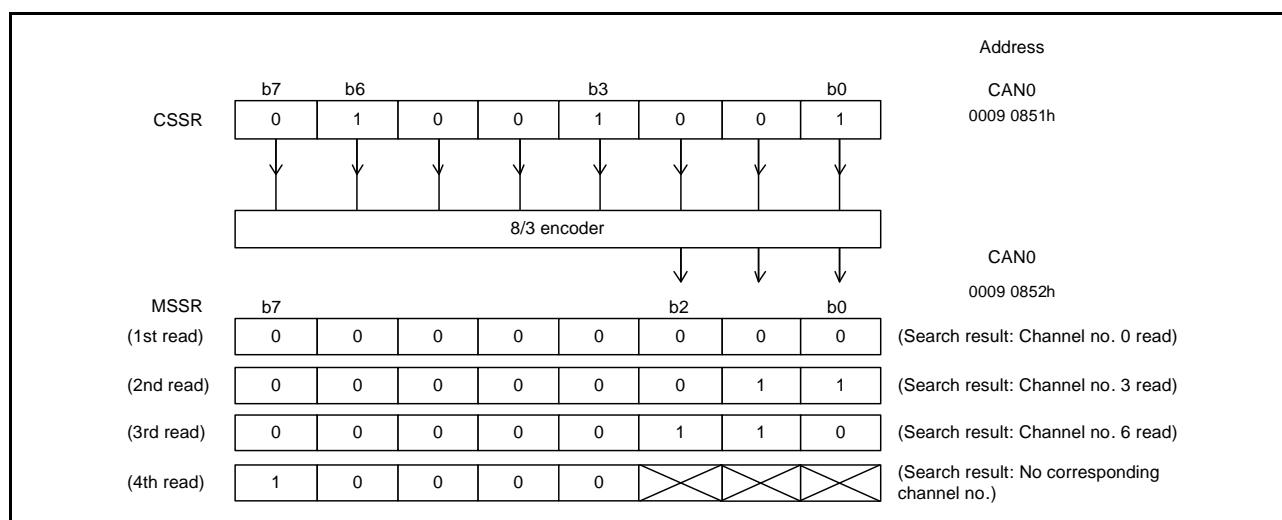 Address
b7 b6 b3 b0 CAN0
CSSR 0 1 0 0 1 0 0 1 0009 0851h
8/3 encoder
CAN0
0009 0852h
MSSR b7 b2 b0
(1st read) 0 0 0 0 0 0 0 0 (Search result: Channel no. 0 read)
(2nd read) 0 0 0 0 0 0 1 1 (Search result: Channel no. 3 read)
(3rd read) 0 0 0 0 0 1 1 0 (Search result: Channel no. 6 read)
(4th read) 1 0 0 0 0 (Search result: No corresponding
channel no.)